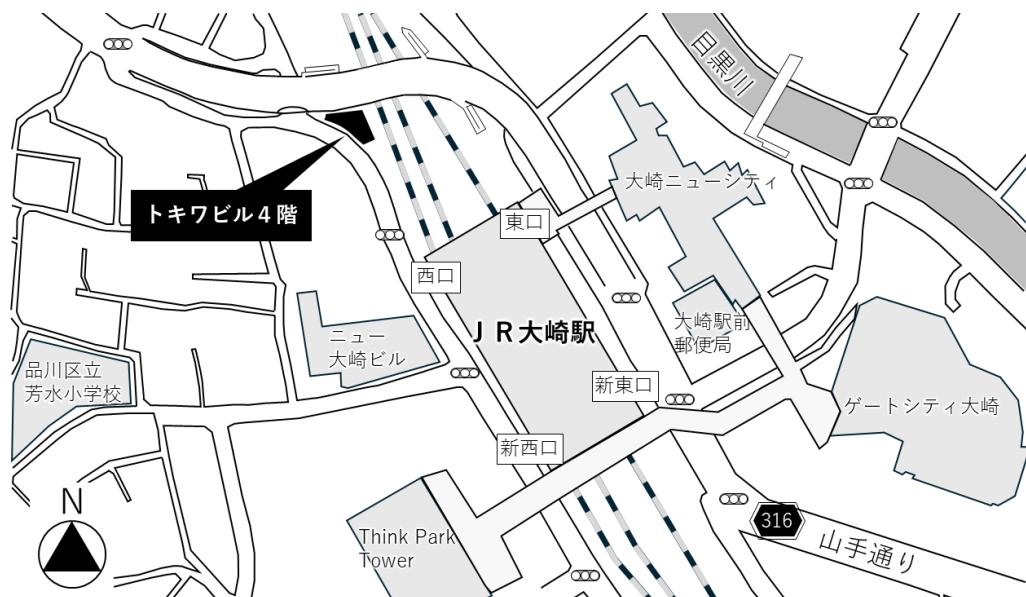 目黒川
大崎ニューシティ
トキワビル４階
東口
西口
ＪＲ大崎駅
大崎駅前
郵便局
ニュー
大崎ビル
品川区立
芳水小学校
新東口
ゲートシティ大崎
新西口
N
316
山手通り
Think Park
Tower